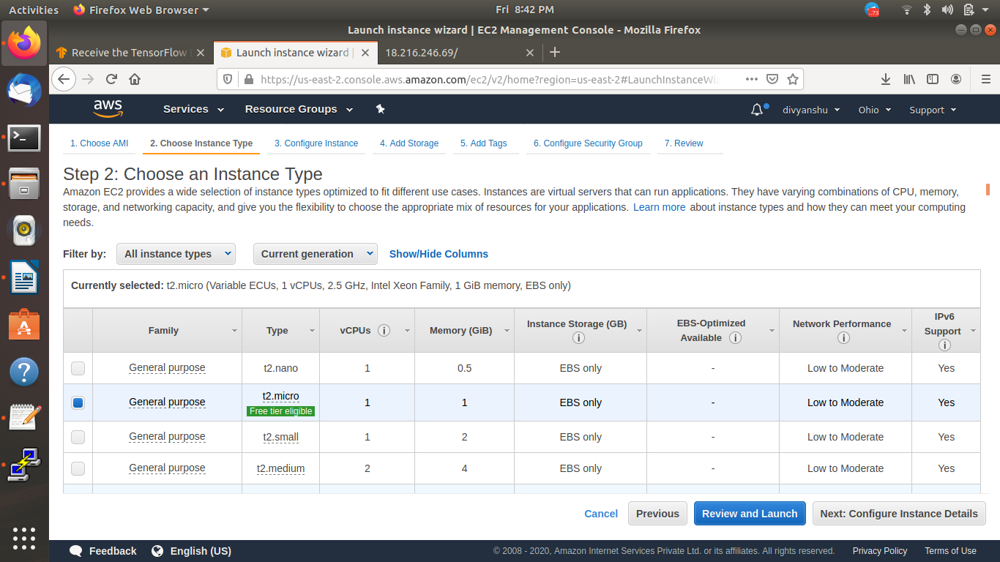 Activities Firefox Web Browser Fri 8:42 PM .73
Launch instance wizard | EC2 Management Console - Mozilla Firefox
Receive the TensorFlow Launch instance wizard | 18.216.246.69/
https://us-east-2.console.aws.amazon.com/ec2/v2/home?region=us-east-2#LaunchInstanceWiz
aws Services Resource Groups divyanshu Ohio Support
1. Choose AMI 2. Choose Instance Type 3. Configure Instance 4. Add Storage 5. Add Tags 6. Configure Security Group 7. Review
Step 2: Choose an Instance Type
Amazon EC2 provides a wide selection of instance types optimized to fit different use cases. Instances are virtual servers that can run applications. They have varying combinations of CPU, memory,
storage, and networking capacity, and give you the flexibility to choose the appropriate mix of resources for your applications. Learn more about instance types and how they can meet your computing
needs.
Filter by: All instance types Current generation Show/Hide Columns
Currently selected: t2.micro (Variable ECUs, 1 vCPUs, 2.5 GHz, Intel Xeon Family, 1 GiB memory, EBS only)
Family Type vCPUs i Memory (GiB) Instance Storage (GB) i EBS-Optimized Available i Network Performance i IPv6 Support i
General purpose t2.nano 1 0.5 EBS only - Low to Moderate Yes
General purpose t2.micro Free tier eligible 1 1 EBS only - Low to Moderate Yes
General purpose t2.small 1 2 EBS only - Low to Moderate Yes
General purpose t2.medium 2 4 EBS only - Low to Moderate Yes
Cancel Previous Review and Launch Next: Configure Instance Details
Feedback English (US) © 2008 - 2020, Amazon Internet Services Private Ltd. or its affiliates. All rights reserved. Privacy Policy Terms of Use